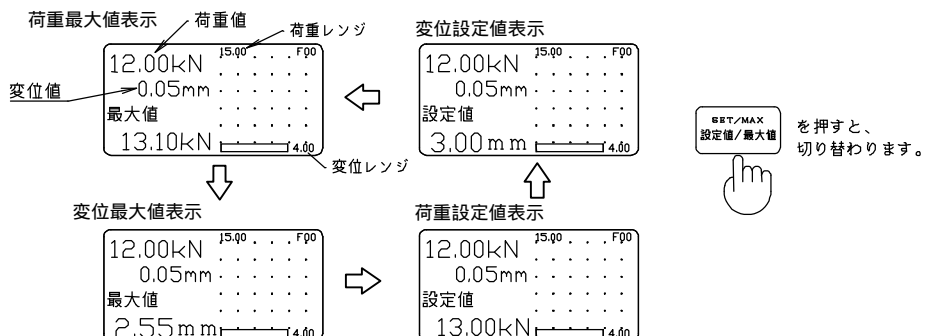 荷重最大値表示
荷重値
荷重レンジ
変位値
12.00kN
15.00
F00
0.05mm
最大値
13.10kN
4.00
変位レンジ
変位設定値表示
12.00kN
15.00
F00
0.05mm
設定値
3.00mm
4.00
SET/MAX
設定値/最大値
を押すと、
切り替わります。
変位最大値表示
12.00kN
15.00
F00
0.05mm
最大値
2.55mm
4.00
荷重設定値表示
12.00kN
15.00
F00
0.05mm
設定値
13.00kN
4.00